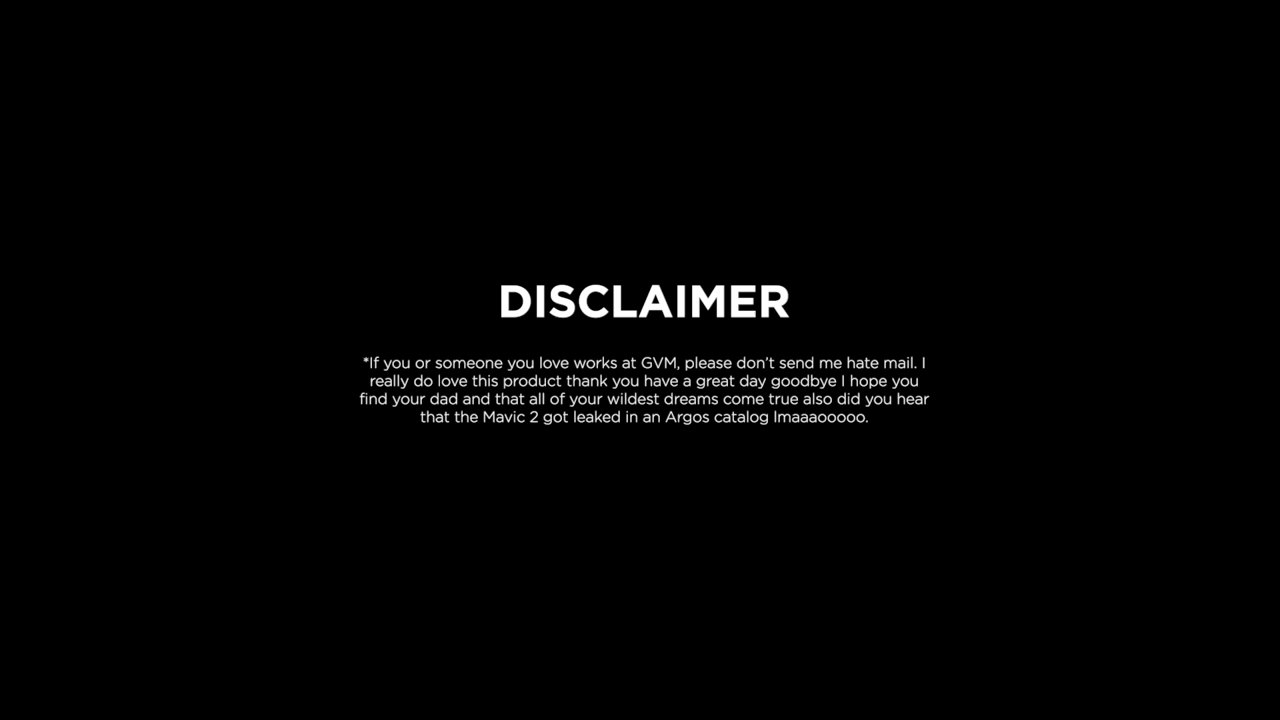 DISCLAIMER
*If you or someone you love works at GVM, please don't send me hate mail. I
really do love this product thank you have a great day goodbye I hope you
find your dad and that all of your wildest dreams come true also did you hear
that the Mavic 2 got leaked in an Argos catalog lmaaaooooo.